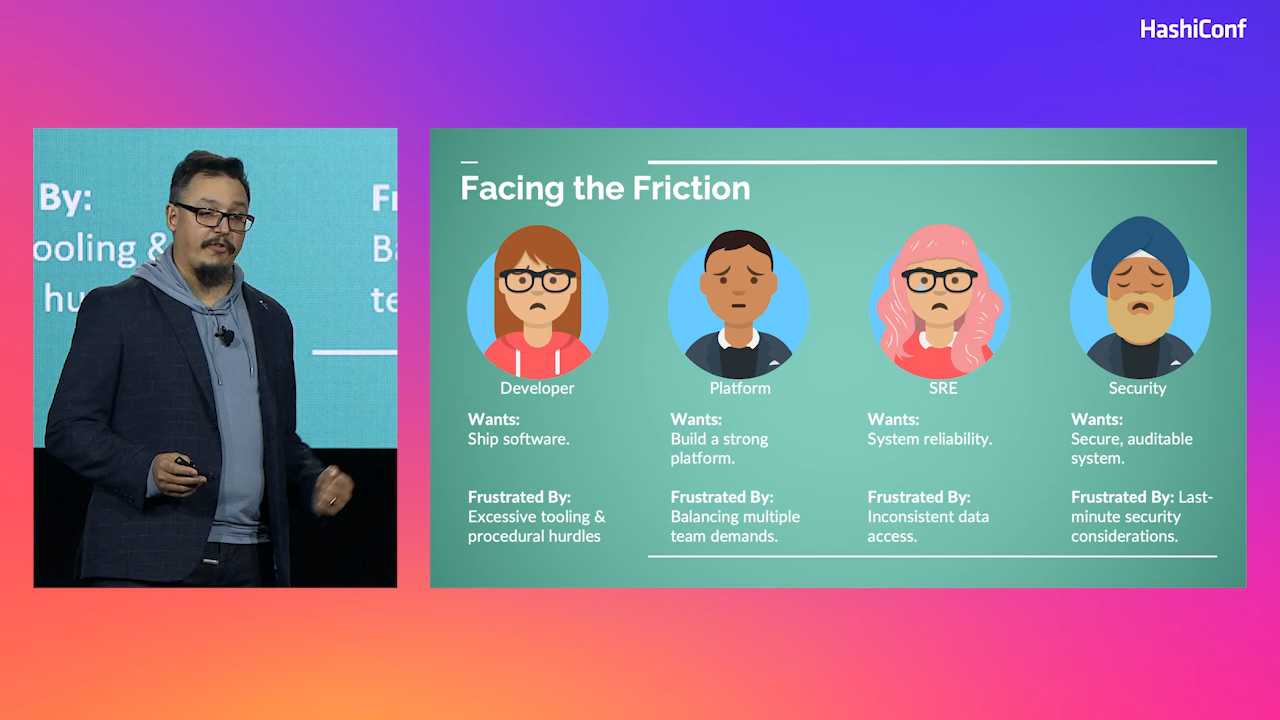 HashiConf
By:
ooling &
hu
Fr
Ba
te
Facing the Friction
Developer
Wants:
Ship software.
Frustrated By:
Excessive tooling &
procedural hurdles
Platform
Wants:
Build a strong
platform.
Frustrated By:
Balancing multiple
team demands.
SRE
Wants:
System reliability.
Frustrated By:
Inconsistent data
access.
Security
Wants:
Secure, auditable
system.
Frustrated By: Last-
minute security
considerations.